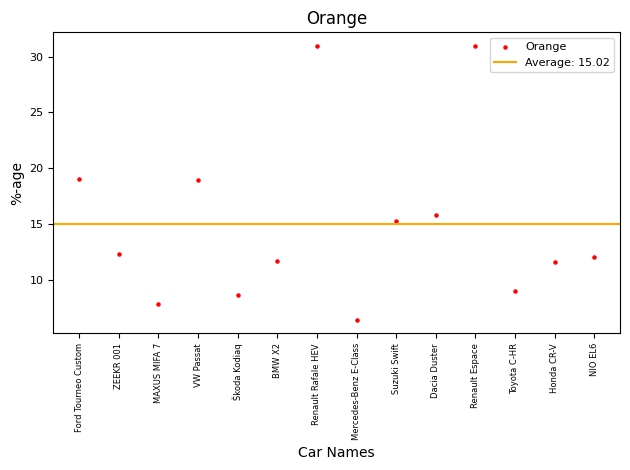 Orange
Orange
Average: 15.02
%-age
30
25
20
15
10
Ford Tourneo Custom
ZEEKR 001
MAXUS MIFA 7
VW Passat
Škoda Kodiaq
BMW X2
Renault Rafale HEV
Mercedes-Benz E-Class
Suzuki Swift
Dacia Duster
Renault Espace
Toyota C-HR
Honda CR-V
NIO EL6
Car Names